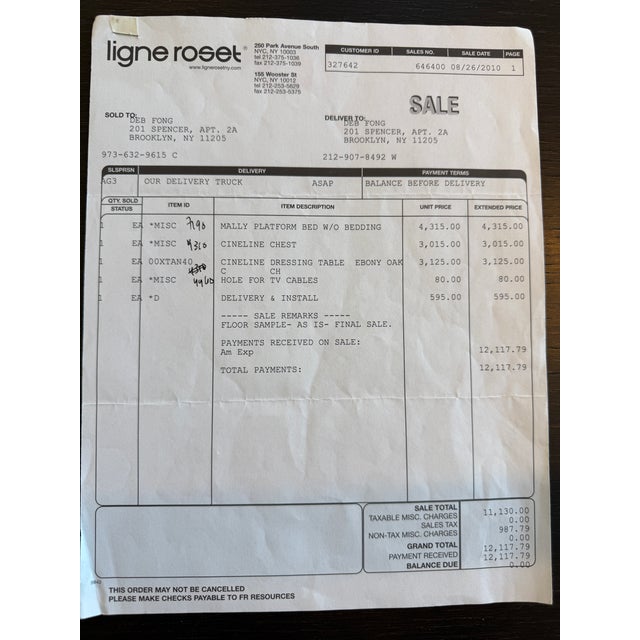 ligne roset®
www.lignerosetny.com
250 Park Avenue South
NYC, NY 10003
tel 212-375-1036
fax 212-375-1039
155 Wooster St
NYC, NY 10012
tel 212-253-5629
fax 212-253-5375
CUSTOMER ID SALES NO. SALE DATE PAGE
327642 646400 08/26/2010 1
SALE
SOLD TO: DELIVER TO:
DEB FONG DEB FONG
201 SPENCER, APT. 2A 201 SPENCER, APT. 2A
BROOKLYN, NY 11205 BROOKLYN, NY 11205
973-632-9615 C 212-907-8492 W
SLSPRSN DELIVERY PAYMENT TERMS
AG3 OUR DELIVERY TRUCK ASAP BALANCE BEFORE DELIVERY
QTY. SOLD
STATUS ITEM ID ITEM DESCRIPTION UNIT PRICE EXTENDED PRICE
1 EA *MISC 7190 MALLY PLATFORM BED W/O BEDDING 4,315.00 4,315.00
1 EA *MISC 4310 CINELINE CHEST 3,015.00 3,015.00
1 EA 00XTAN40 CINELINE DRESSING TABLE EBONY OAK 3,125.00 3,125.00
C CH
1 EA *MISC 4460 HOLE FOR TV CABLES 80.00 80.00
1 EA *D DELIVERY & INSTALL 595.00 595.00
----- SALE REMARKS -----
FLOOR SAMPLE- AS IS- FINAL SALE.
PAYMENTS RECEIVED ON SALE:
Am Exp 12,117.79
TOTAL PAYMENTS: 12,117.79
SALE TOTAL 11,130.00
TAXABLE MISC. CHARGES 0.00
SALES TAX 987.79
NON-TAX MISC. CHARGES 0.00
GRAND TOTAL 12,117.79
PAYMENT RECEIVED 12,117.79
BALANCE DUE 0.00
THIS ORDER MAY NOT BE CANCELLED
PLEASE MAKE CHECKS PAYABLE TO FR RESOURCES